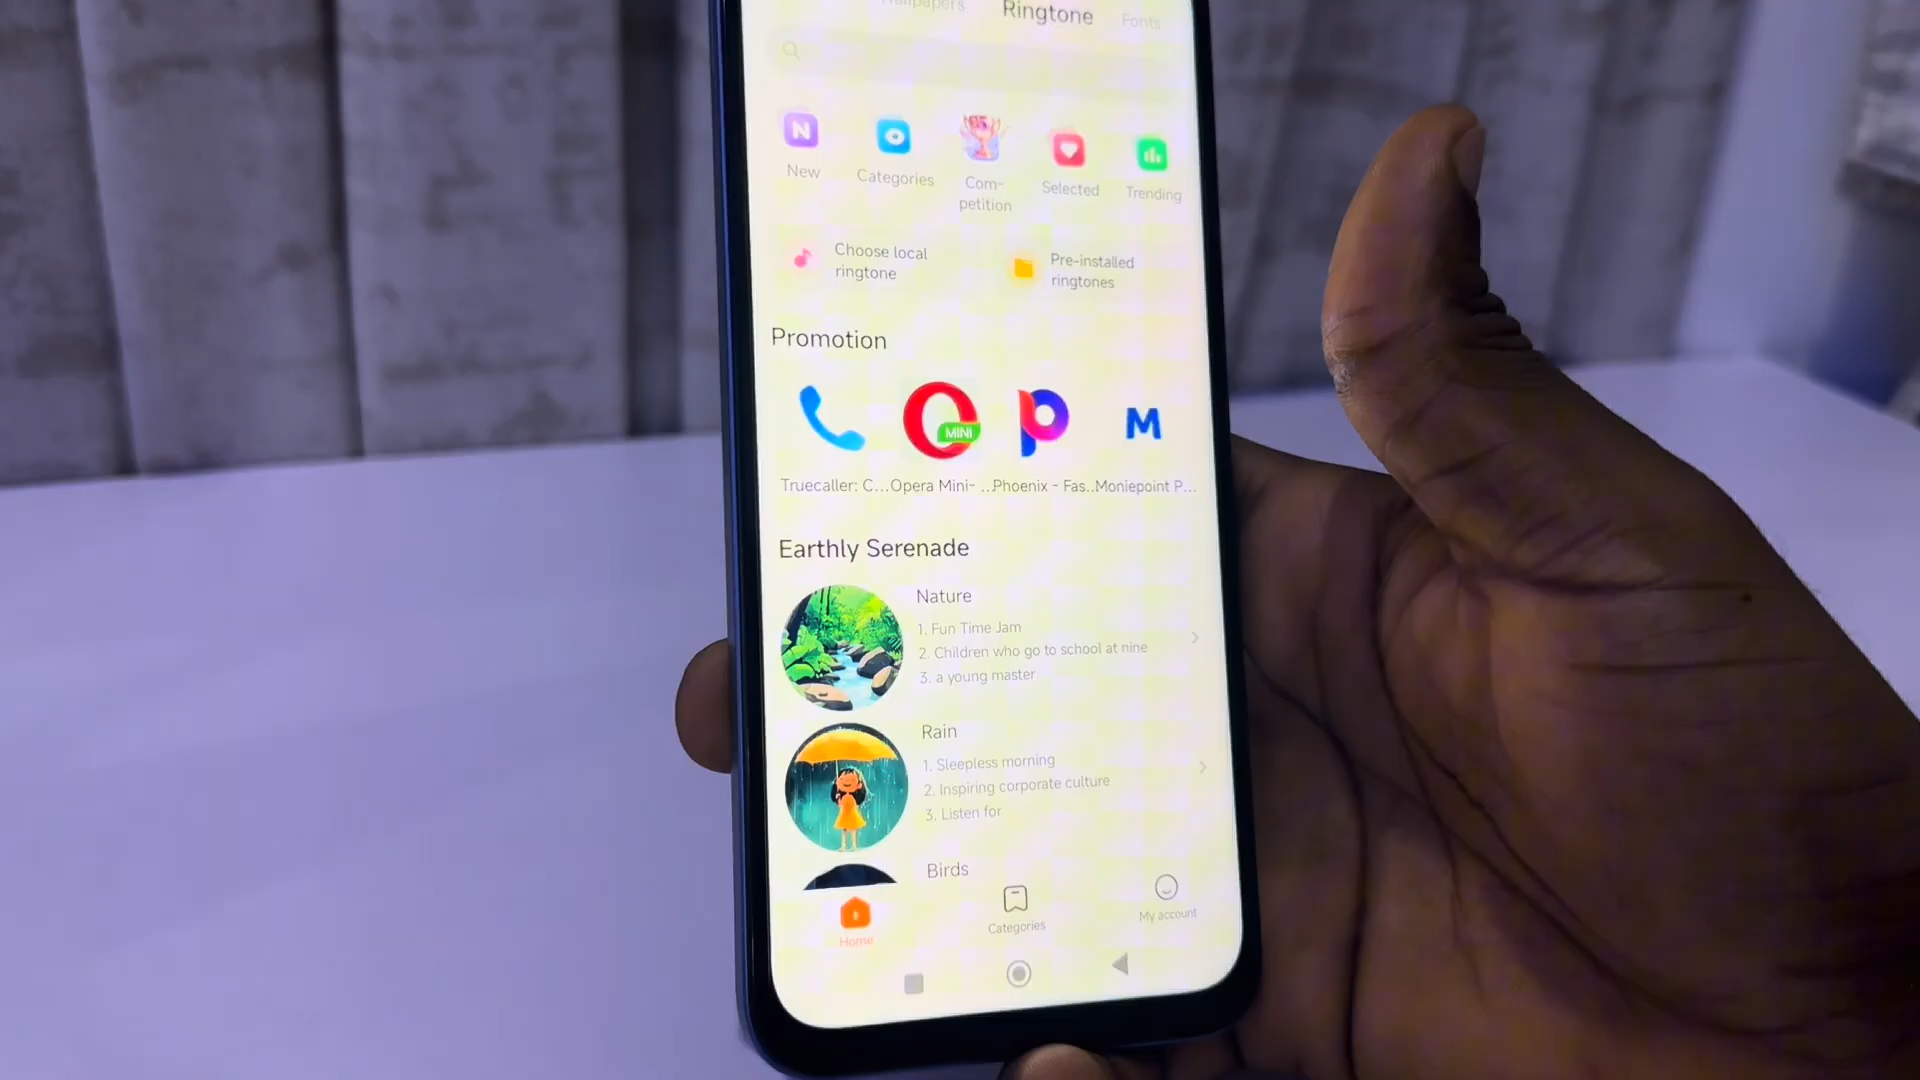 Wallpapers Ringtone Fonts
N
New Categories Com-
petition Selected Trending
Choose local
ringtone
Pre-installed
ringtones
Promotion
MINI
M
Truecaller: C... Opera Mini- ... Phoenix - Fas.. Moniepoint P...
Earthly Serenade
Nature
1. Fun Time Jam
2. Children who go to school at nine
3. a young master
Rain
1. Sleepless morning
2. Inspiring corporate culture
3. Listen for
Birds
Home Categories My account